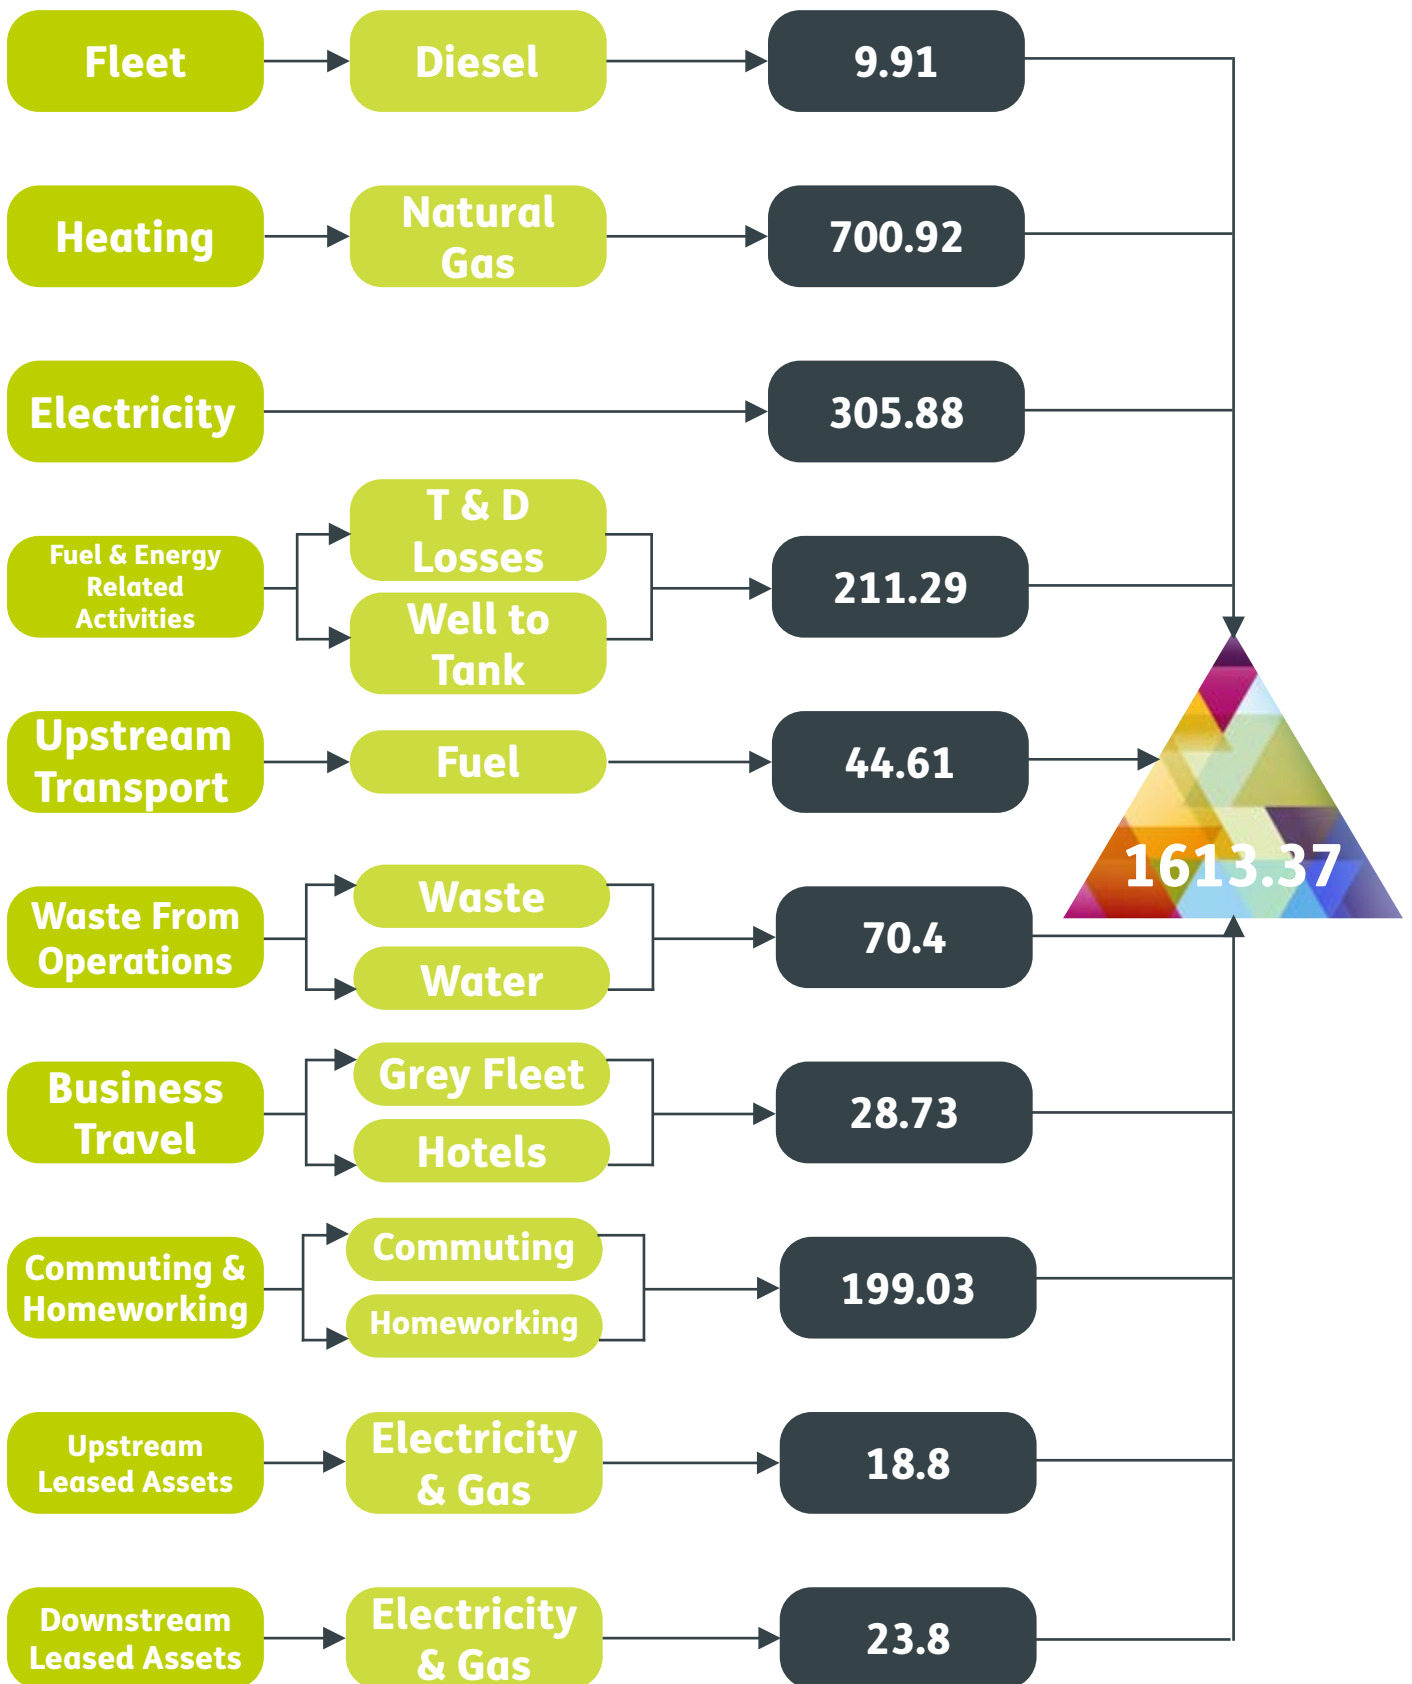 Fleet
Diesel
9.91
Heating
Natural
Gas
700.92
Electricity
305.88
Fuel & Energy
Related
Activities
T & D
Losses
Well to
Tank
211.29
Upstream
Transport
Fuel
44.61
1613.37
Waste From
Operations
Waste
Water
70.4
Business
Travel
Grey Fleet
Hotels
28.73
Commuting &
Homeworking
Commuting
Homeworking
199.03
Upstream
Leased Assets
Electricity
& Gas
18.8
Downstream
Leased Assets
Electricity
& Gas
23.8